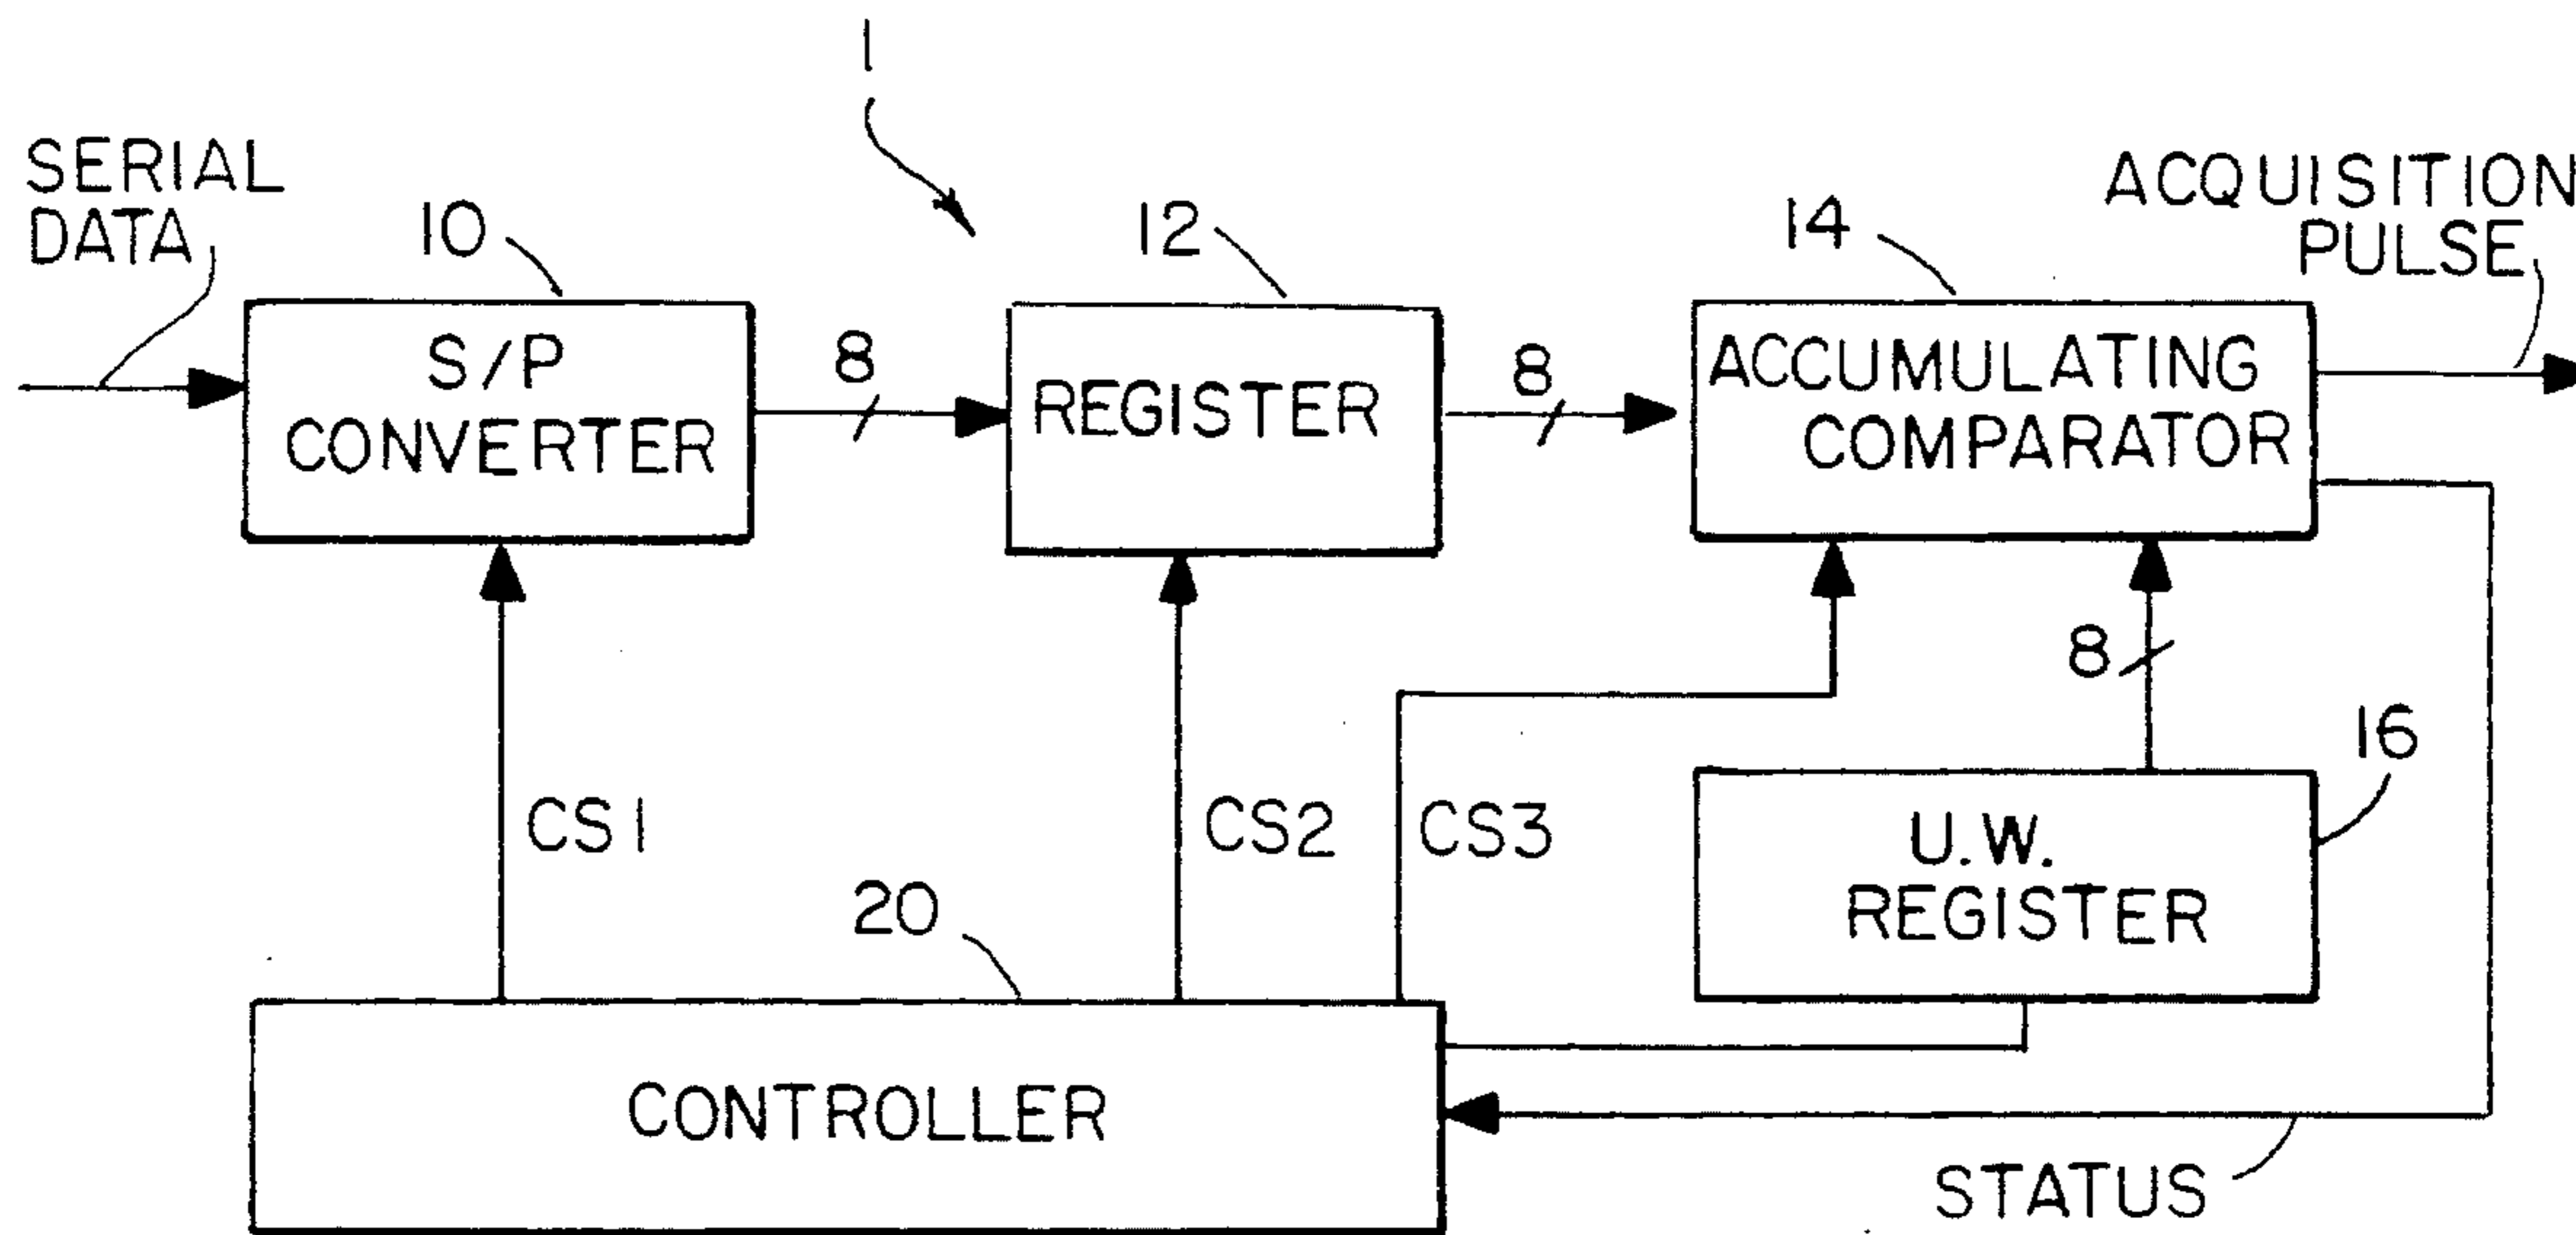 1
SERIAL
DATA
10
12
14
ACQUISITION
PULSE
S/P
CONVERTER
8
REGISTER
8
ACCUMULATING
COMPARATOR
8
16
CS1
CS2
CS3
U.W.
REGISTER
20
CONTROLLER
STATUS